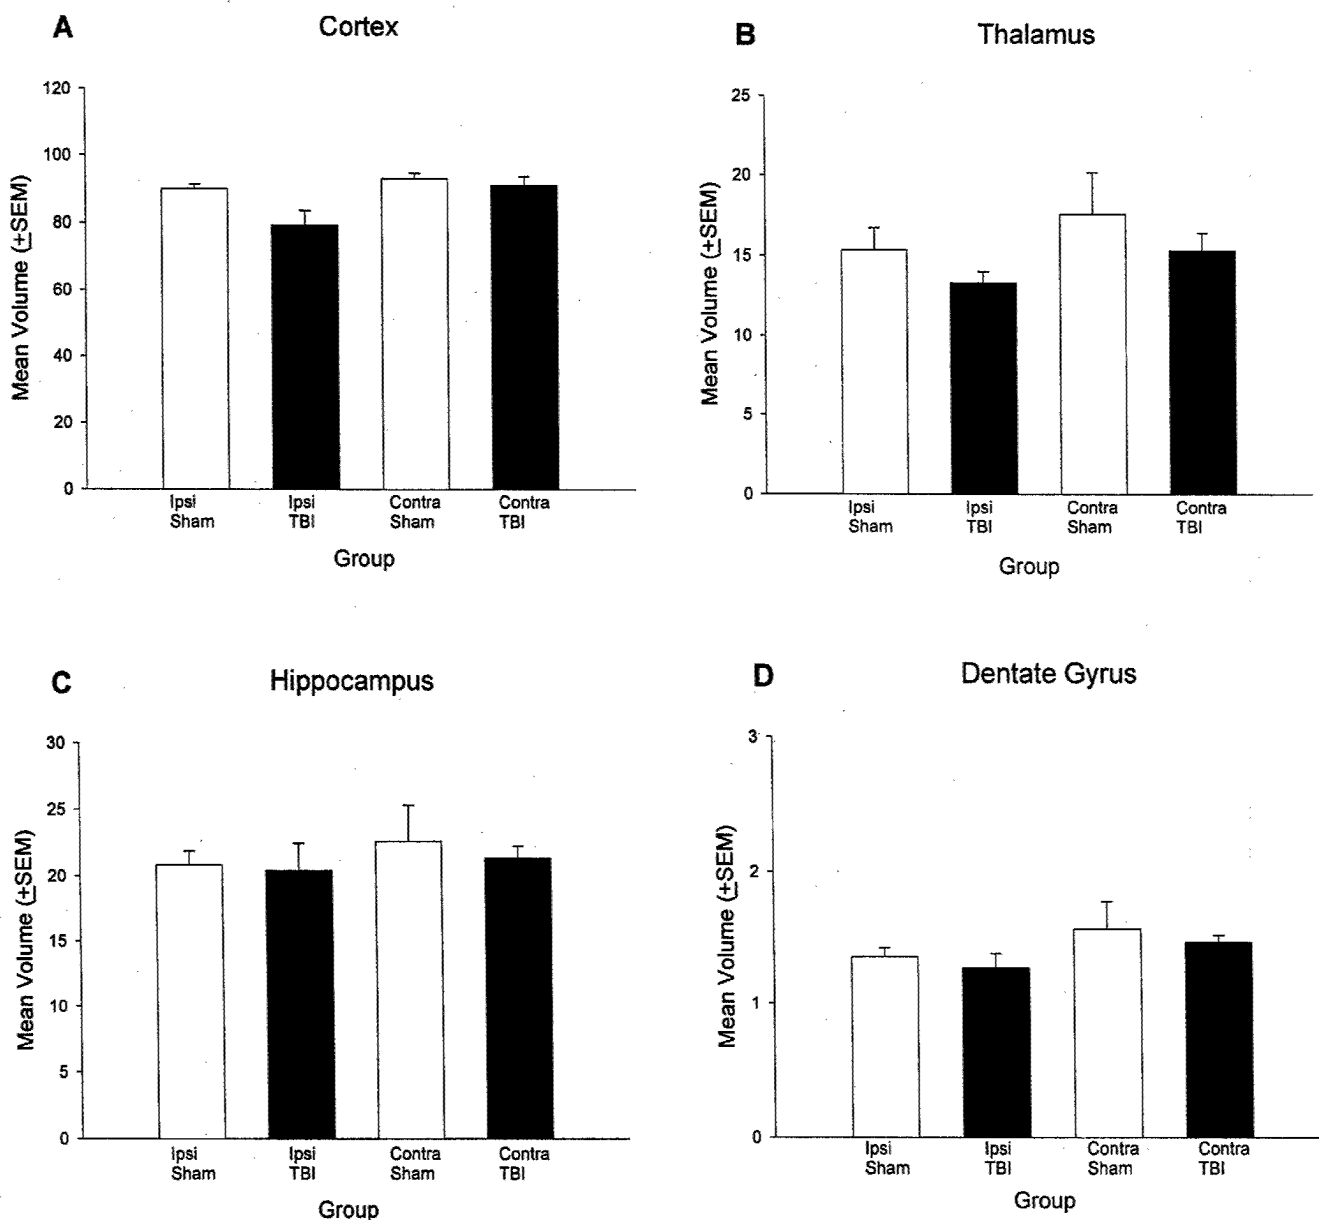 A Cortex
120
100
80
60
40
20
0
Mean Volume (±SEM)
Ipsi Ipsi Contra Contra
Sham TBI Sham TBI
Group
B Thalamus
25
20
15
10
5
0
Mean Volume (±SEM)
Ipsi Ipsi Contra Contra
Sham TBI Sham TBI
Group
C Hippocampus
30
25
20
15
10
5
0
Mean Volume (±SEM)
Ipsi Ipsi Contra Contra
Sham TBI Sham TBI
Group
D Dentate Gyrus
3
2
1
0
Mean Volume (±SEM)
Ipsi Ipsi Contra Contra
Sham TBI Sham TBI
Group